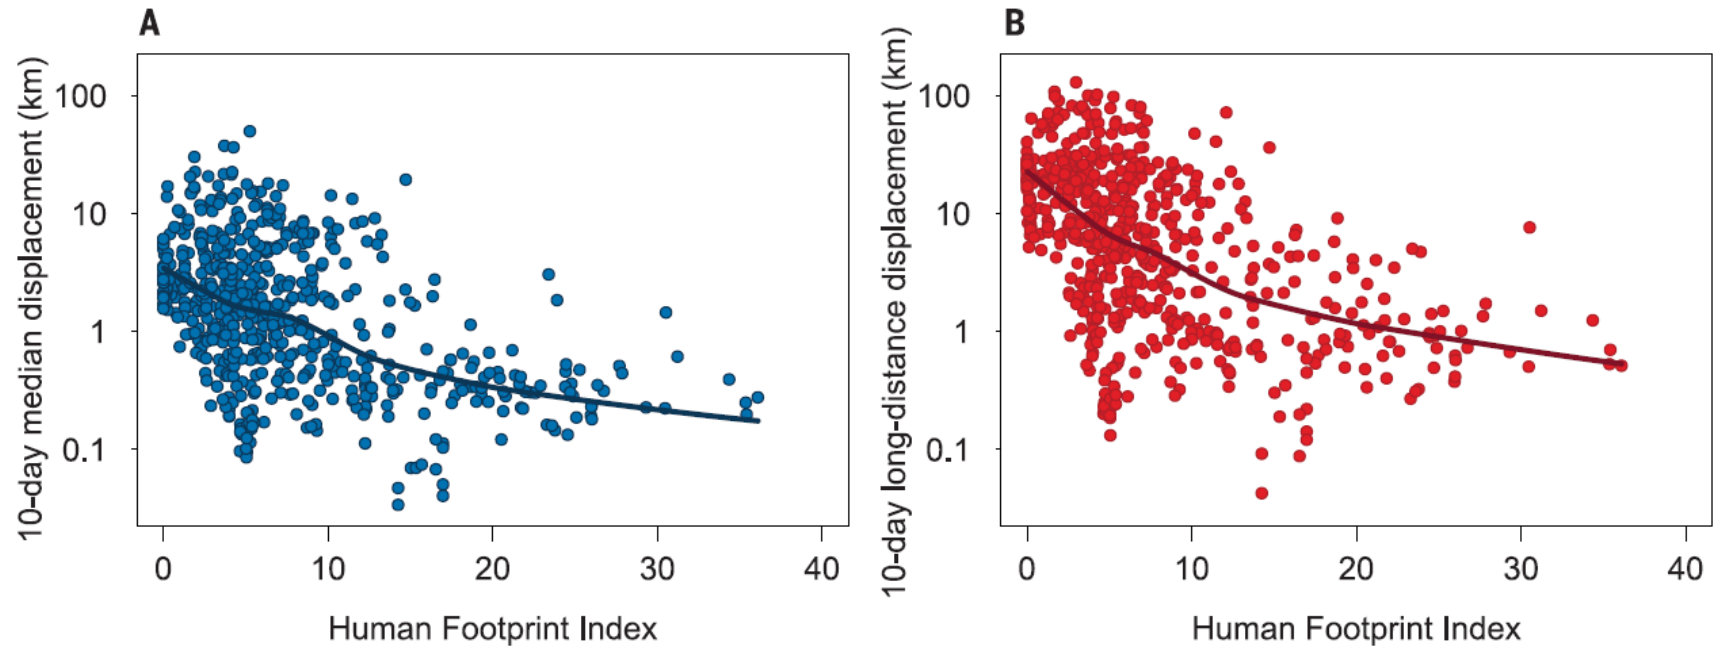 A
10-day median displacement (km)
100
10
1
0.1
0 10 20 30 40
Human Footprint Index
B
10-day long-distance displacement (km)
100
10
1
0.1
0 10 20 30 40
Human Footprint Index